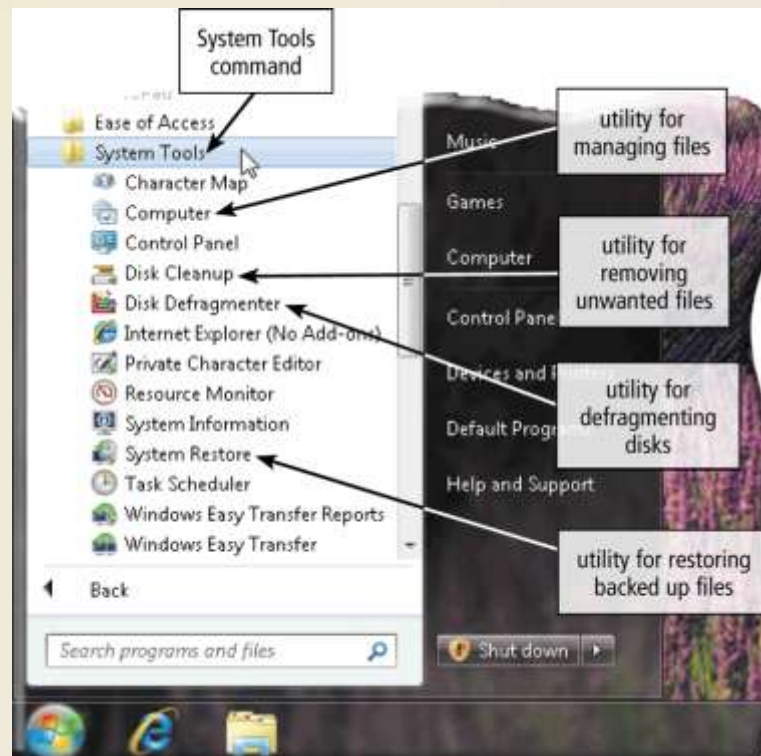 System Tools
command
Ease of Access
System Tools
Character Map
Computer
Control Panel
Disk Cleanup
Disk Defragmenter
Internet Explorer (No Add-ons)
Private Character Editor
Resource Monitor
System Information
System Restore
Task Scheduler
Windows Easy Transfer Reports
Windows Easy Transfer
Back
Search programs and files
Music
Games
Computer
Control Pane
Devices and Printers
Default Programs
Help and Support
Shut down
utility for
managing files
utility for
removing
unwanted files
utility for
defragmenting
disks
utility for restoring
backed up files